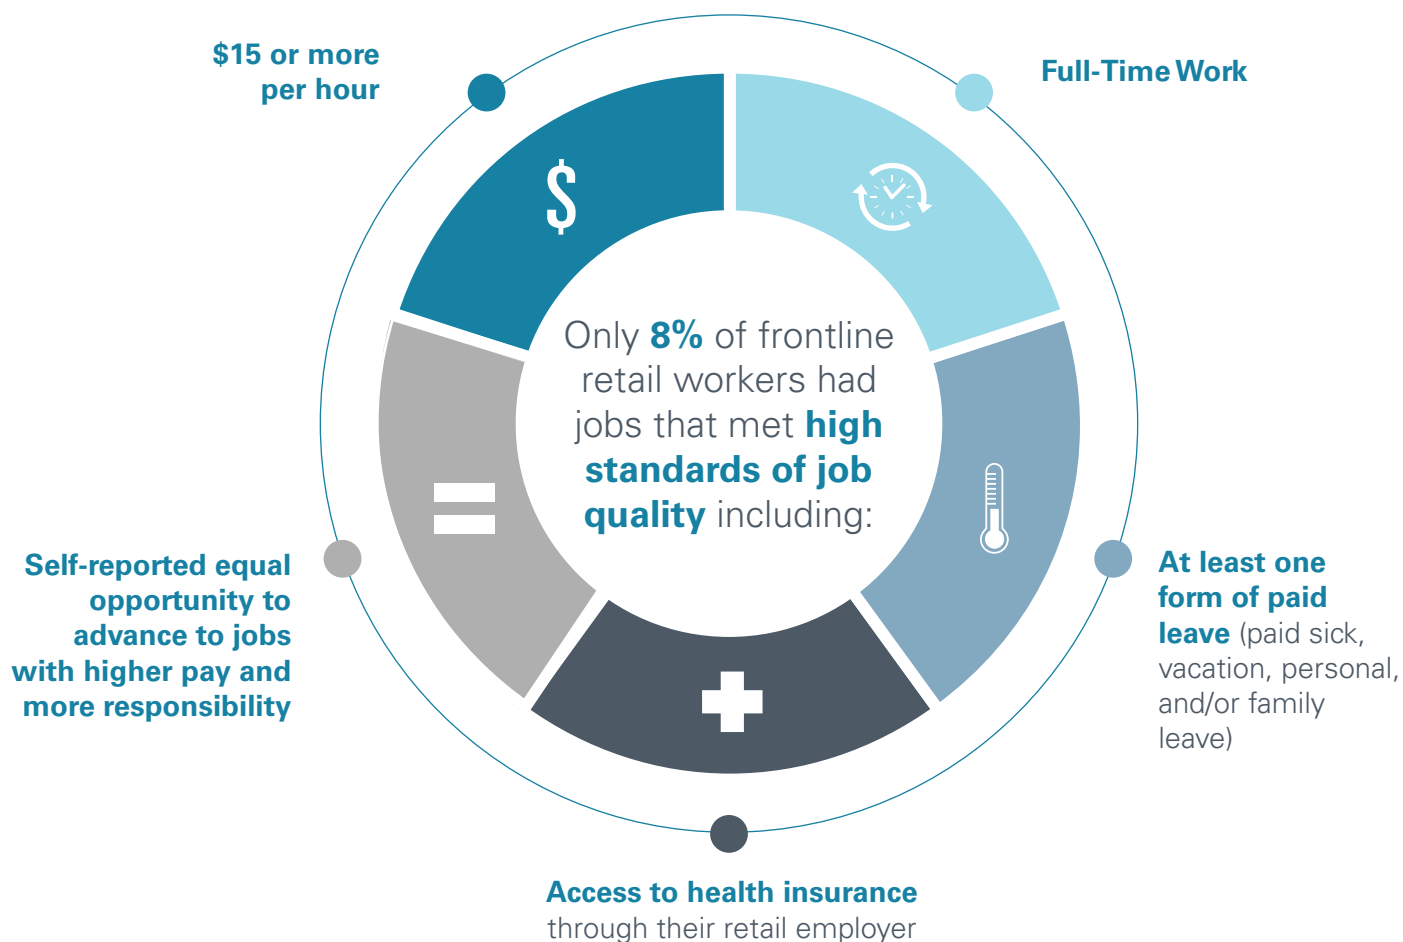 $15 or more
per hour
Full-Time Work
$
Only 8% of frontline
retail workers had
jobs that met high
standards of job
quality including:
Self-reported equal
opportunity to
advance to jobs
with higher pay and
more responsibility
At least one
form of paid
leave (paid sick,
vacation, personal,
and/or family
leave)
Access to health insurance
through their retail employer